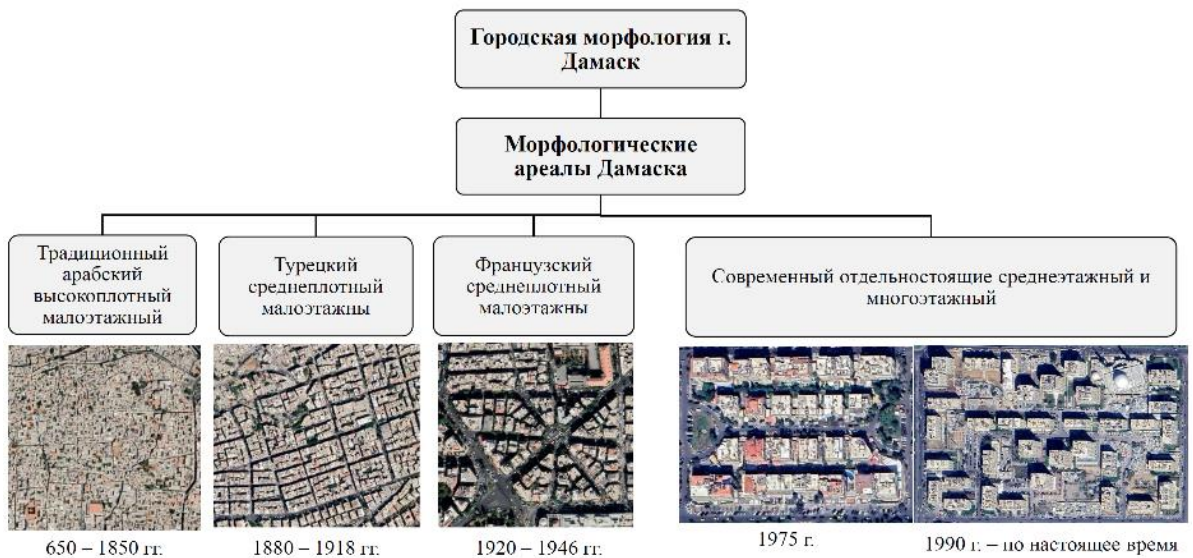 Городская морфология г.
Дамаск
Морфологические
ареалы Дамаска
Традиционный
арабский
высокоплотный
малоэтажный
Турецкий
среднеплотный
малоэтажны
Французский
среднеплотный
малоэтажны
Современный отдельностоящие среднеэтажный и
многоэтажный
650 – 1850 гг.
1880 – 1918 гг.
1920 – 1946 гг.
1975 г.
1990 г. – по настоящее время